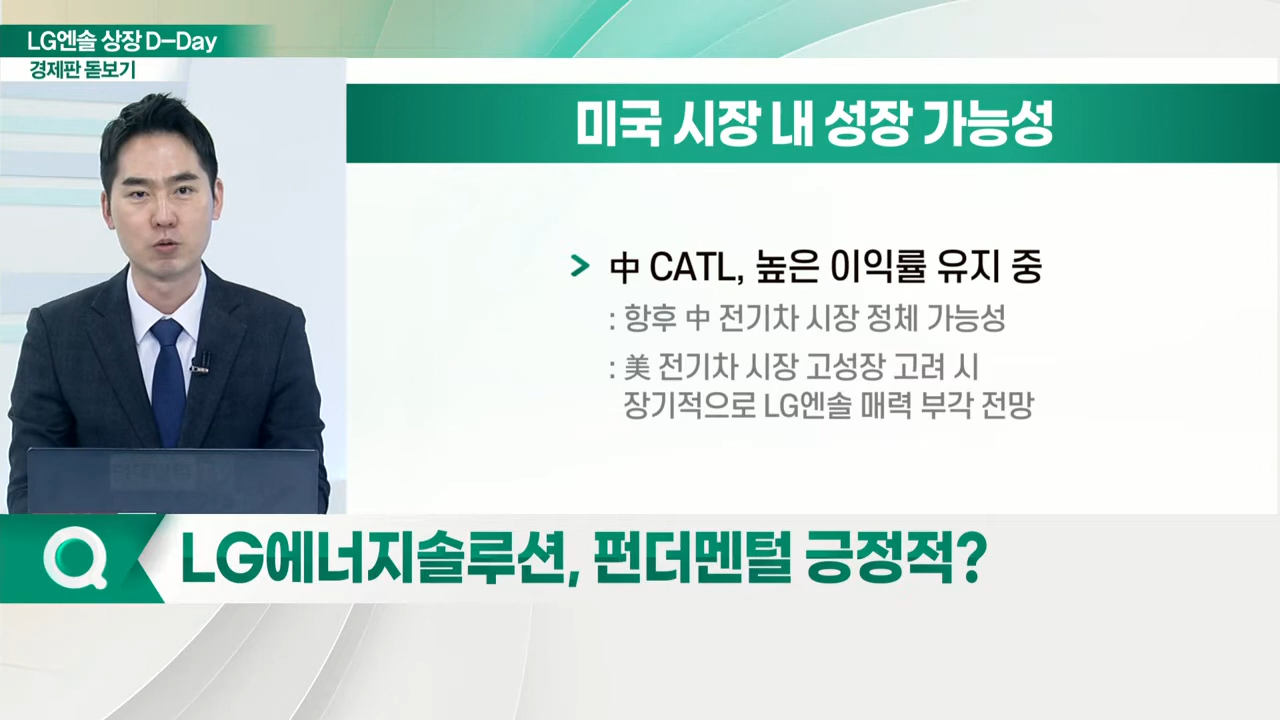 LG엔솔 상장 D-Day
경제판 돋보기
미국 시장 내 성장 가능성
> 中 CATL, 높은 이익률 유지 중
: 향후 中 전기차 시장 정체 가능성
: 美 전기차 시장 고성장 고려 시
장기적으로 LG엔솔 매력 부각 전망
LG에너지솔루션, 펀더멘털 긍정적?